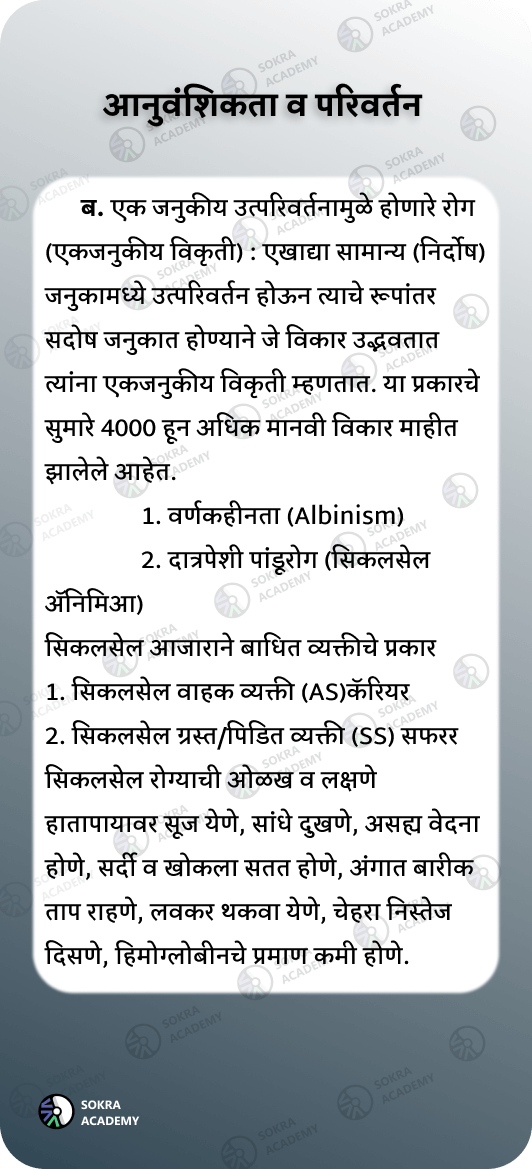 आनुवंशिकता व परिवर्तन
ब. एक जनुकीय उत्परिवर्तनामुळे होणारे रोग
(एकजनुकीय विकृती) : एखाद्या सामान्य (निर्दोष)
जनुकामध्ये उत्परिवर्तन होऊन त्याचे रूपांतर
सदोष जनुकात होण्याने जे विकार उद्भवतात
त्यांना एकजनुकीय विकृती म्हणतात. या प्रकारचे
सुमारे 4000 हून अधिक मानवी विकार माहीत
झालेले आहेत.
1. वर्णकहीनता (Albinism)
2. दात्रपेशी पांडूरोग (सिकलसेल
ॲनिमिआ)
सिकलसेल आजाराने बाधित व्यक्तीचे प्रकार
1. सिकलसेल वाहक व्यक्ती (AS)कॅरियर
2. सिकलसेल ग्रस्त/पिडित व्यक्ती (SS) सफरर
सिकलसेल रोग्याची ओळख व लक्षणे
हातापायावर सूज येणे, सांधे दुखणे, असह्य वेदना
होणे, सर्दी व खोकला सतत होणे, अंगात बारीक
ताप राहणे, लवकर थकवा येणे, चेहरा निस्तेज
दिसणे, हिमोग्लोबीनचे प्रमाण कमी होणे.
SOKRA
ACADEMY